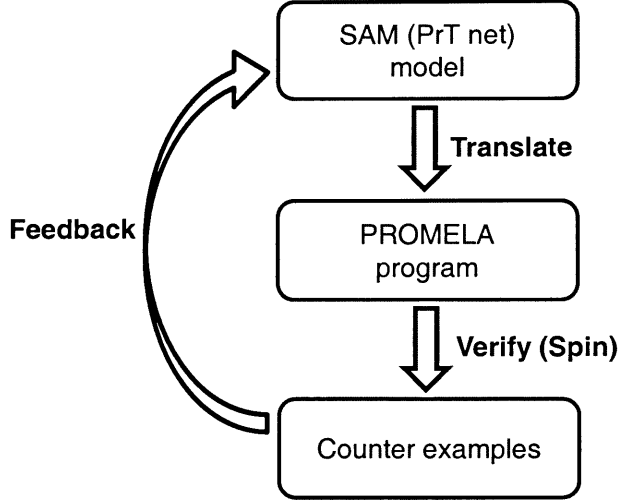 SAM (PrT net)
model
Translate
Feedback
PROMELA
program
Verify (Spin)
Counter examples